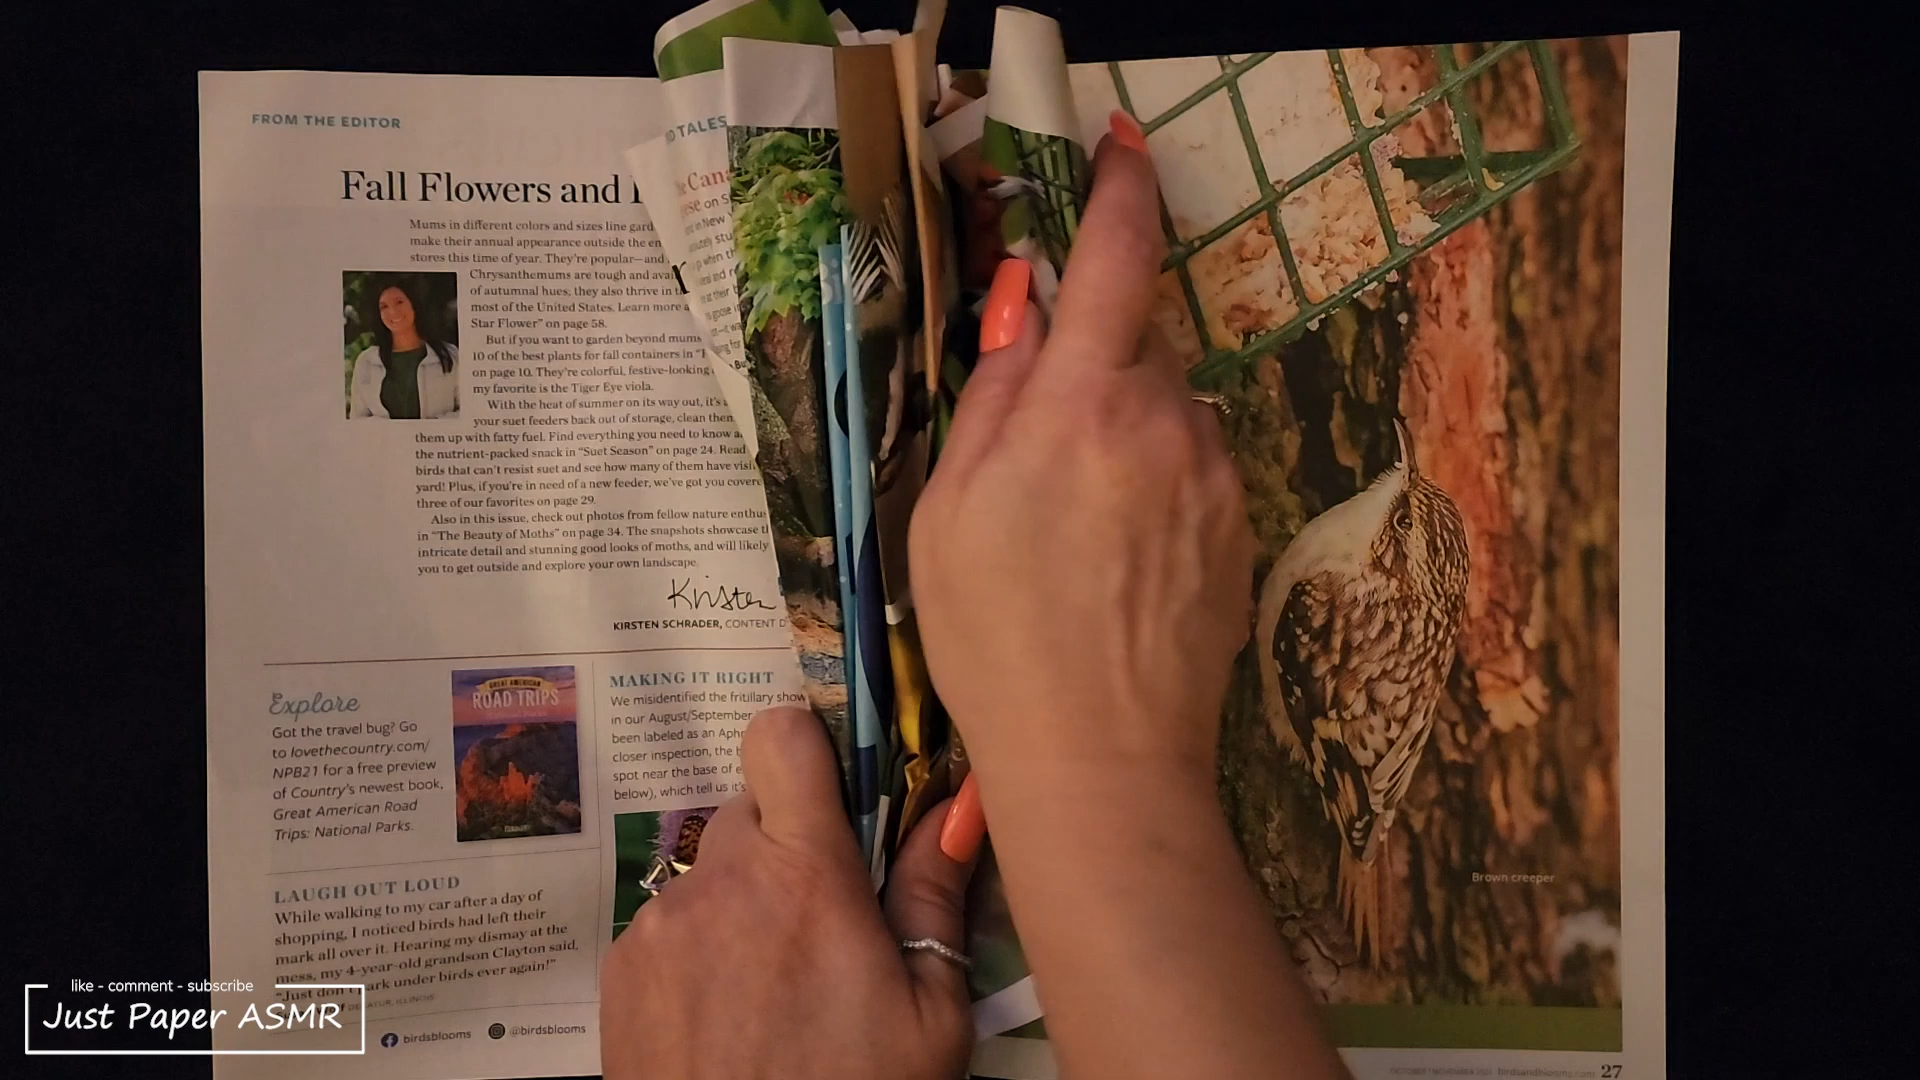 FROM THE EDITOR
Fall Flowers and
Mums in different colors and sizes line gard
make their annual appearance outside the en
stores this time of year. They're popular—and
Chrysanthemums are tough and avai
of autumnal hues; they also thrive in t
most of the United States. Learn more a
Star Flower" on page 58.
But if you want to garden beyond mums
10 of the best plants for fall containers in "
on page 10. They're colorful, festive-looking
my favorite is the Tiger Eye viola.
With the heat of summer on its way out, it's
your suet feeders back out of storage, clean them
them up with fatty fuel. Find everything you need to know a
the nutrient-packed snack in "Suet Season" on page 24. Read
birds that can't resist suet and see how many of them have visi
yard! Plus, if you're in need of a new feeder, we've got you covere
three of our favorites on page 29.
Also in this issue, check out photos from fellow nature enthus
in "The Beauty of Moths" on page 34. The snapshots showcase t
intricate detail and stunning good looks of moths, and will likely
you to get outside and explore your own landscape.
Kirsten
KIRSTEN SCHRADER, CONTENT D
Explore
Got the travel bug? Go
to lovethecountry.com/
NPB21 for a free preview
of Country's newest book,
Great American Road
Trips: National Parks.
GREAT AMERICAN
ROAD TRIPS
MAKING IT RIGHT
We misidentified the fritillary show
in our August/September
been labeled as an Aph
closer inspection, the b
spot near the base of e
below), which tell us it's
LAUGH OUT LOUD
While walking to my car after a day of
shopping, I noticed birds had left their
mark all over it. Hearing my dismay at the
mess, my 4-year-old grandson Clayton said,
"Just don't park under birds ever again!"
birdsblooms @birdsblooms
TALES
Cana
on S
in New
Brown creeper
birdsandblooms.com 27
like - comment - subscribe
Just Paper ASMR